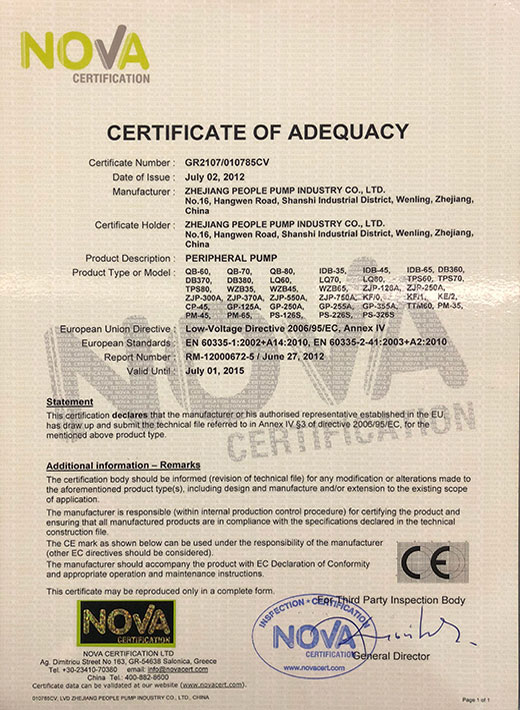 NOVA
CERTIFICATION
CERTIFICATE OF ADEQUACY
Certificate Number : GR2107/010785CV
Date of Issue : July 02, 2012
Manufacturer : ZHEJIANG PEOPLE PUMP INDUSTRY CO., LTD.
No.16, Hangwen Road, Shanshi Industrial District, Wenling, Zhejiang,
China
Certificate Holder : ZHEJIANG PEOPLE PUMP INDUSTRY CO., LTD.
No.16, Hangwen Road, Shanshi Industrial District, Wenling, Zhejiang,
China
Product Description : PERIPHERAL PUMP
Product Type or Model : QB-60, QB-70, QB-80, IDB-35, IDB-45, IDB-65, DB360,
DB370, DB380, LQ60, LQ70, LQ80, TPS60, TPS70,
TPS80, WZB35, WZB45, WZB65, ZJP-120A, ZJP-250A,
ZJP-300A, ZJP-370A, ZJP-550A, ZJP-750A, KF/0, KF/1, KE/2,
CP-45, GP-125A, GP-250A, GP-255A, GP-355A, TTM60, PM-35,
PM-45, PM-65, PS-126S, PS-226S, PS-326S
European Union Directive : Low-Voltage Directive 2006/95/EC, Annex IV
European Standards : EN 60335-1:2002+A14:2010, EN 60335-2-41:2003+A2:2010
Report Number : RM-12000672-5 / June 27, 2012
Valid Until : July 01, 2015
NOVA
CERTIFICATION
Statement
This certification declares that the manufacturer or his authorised representative established in the EU,
has draw up and submit the technical file referred to in Annex IV §3 of directive 2006/95/EC, for the
mentioned above product type.
Additional information – Remarks
The certification body should be informed (revision of technical file) for any modification or alterations made to
the aforementioned product type(s), including design and manufacture and/or extension to the existing scope
of application.
The manufacturer is responsible (within internal production control procedure) for certifying the product and
ensuring that all manufactured products are in compliance with the specifications declared in the technical
construction file.
The CE mark as shown below can be used under the responsibility of the manufacturer
(other EC directives should be considered).
The manufacturer should accompany the product with EC Declaration of Conformity
and appropriate operation and maintenance instructions.
CE
This certificate may be reproduced only in a complete form.
For Third Party Inspection Body
NOVA
CERTIFICATION
INSPECTION - CERTIFICATION
NOVA
CERTIFICATION
www.novacert.com
General Director
NOVA CERTIFICATION LTD
Ag. Dimitriou Street No 163, GR-54638 Salonica, Greece
Tel. +30-23410-70380 email: info@novacert.com
China Tel.: 400-882-8600
Certificate data can be validated at our website (www.novacert.com)
010785CV, LVD ZHEJIANG PEOPLE PUMP INDUSTRY CO., LTD
Page 1 of 1